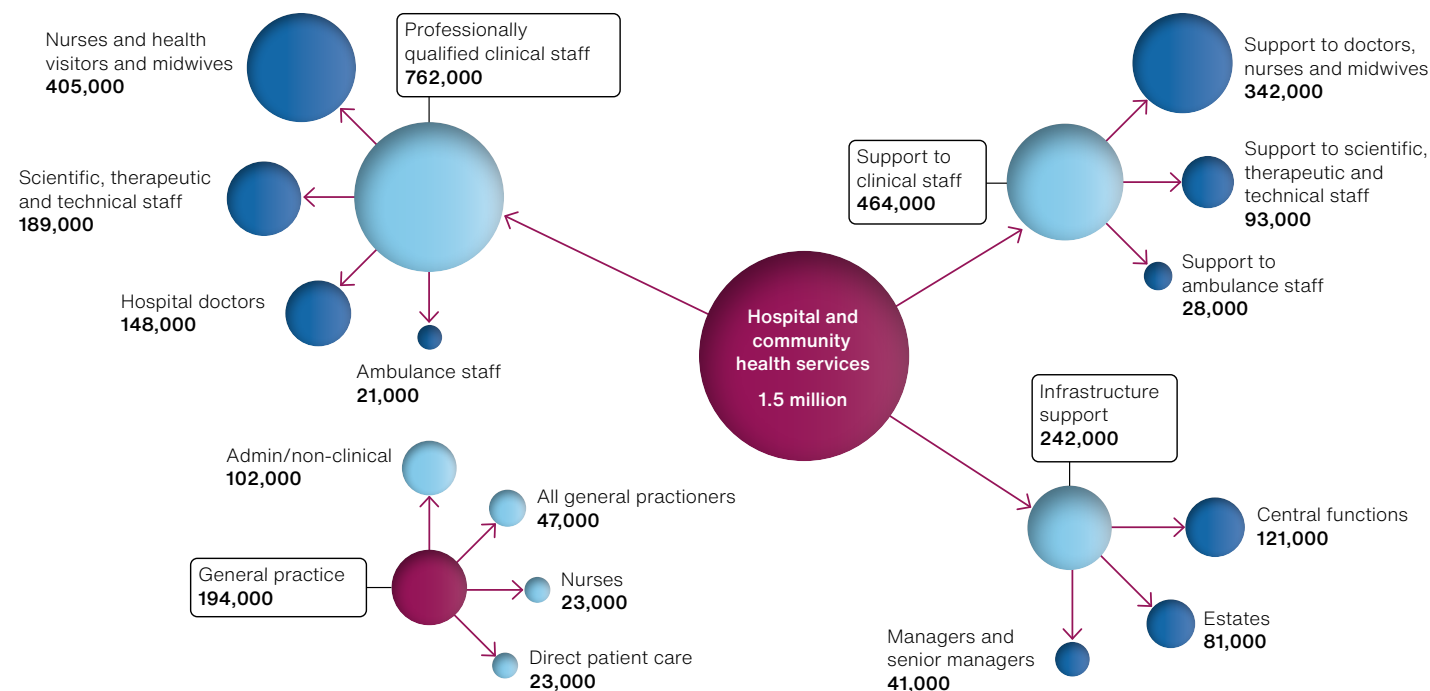 Nurses and health
visitors and midwives
405,000
Professionally
qualified clinical staff
762,000
Scientific, therapeutic
and technical staff
189,000
Hospital doctors
148,000
Ambulance staff
21,000
Support to doctors,
nurses and midwives
342,000
Support to
clinical staff
464,000
Support to scientific,
therapeutic and
technical staff
93,000
Support to
ambulance staff
28,000
Hospital and
community
health services
1.5 million
Infrastructure
support
242,000
Central functions
121,000
Estates
81,000
Managers and
senior managers
41,000
Admin/non-clinical
102,000
All general practioners
47,000
General practice
194,000
Nurses
23,000
Direct patient care
23,000